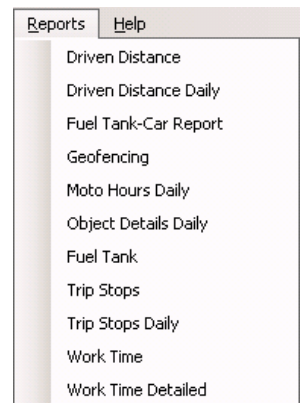 Reports Help
Driven Distance
Driven Distance Daily
Fuel Tank-Car Report
Geofencing
Moto Hours Daily
Object Details Daily
Fuel Tank
Trip Stops
Trip Stops Daily
Work Time
Work Time Detailed